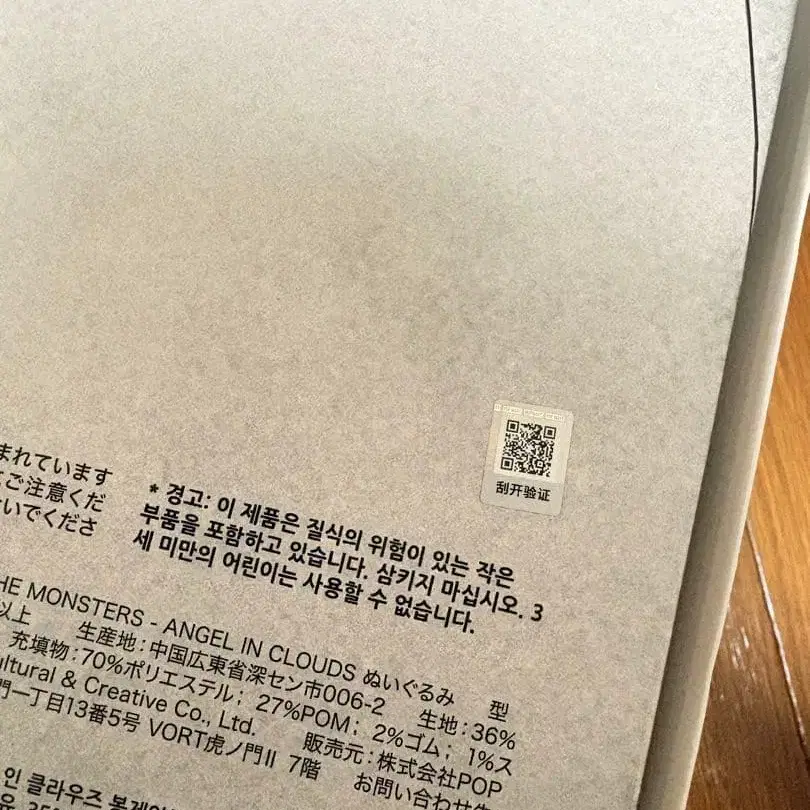 刮开验证
まれています
ご注意くだ
いでくださ
* 경고: 이 제품은 질식의 위험이 있는 작은
부품을 포함하고 있습니다. 삼키지 마십시오. 3
세 미만의 어린이는 사용할 수 없습니다.
HE MONSTERS - ANGEL IN CLOUDS ぬいぐるみ 型
以上 生産地:中国広東省深セン市006-2 生地:36%
充填物:70%ポリエステル; 27%POM; 2%ゴム; 1%ス
ultural & Creative Co., Ltd. 販売元:株式会社POP
門一丁目13番5号 VORT虎ノ門II 7階 お問い合わせ先
인 클라우즈